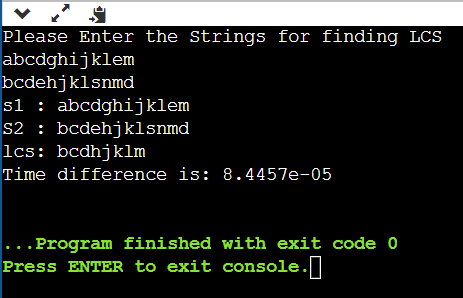 Please Enter the Strings for finding LCS
abcdghijklem
bcdehjklsnmd
s1 : abcdghijklem
S2 : bcdehjklsnmd
lcs: bcdhjklm
Time difference is: 8.4457e-05
...Program finished with exit code 0
Press ENTER to exit console.